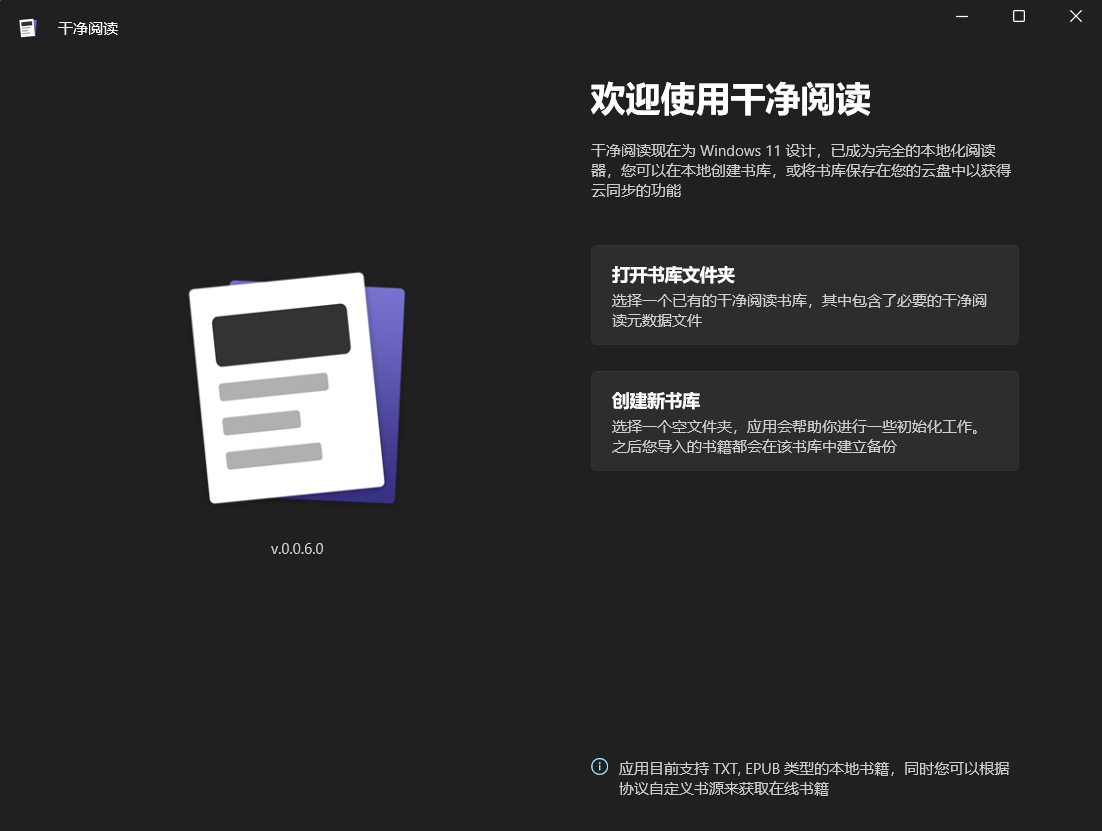 干净阅读
欢迎使用干净阅读
干净阅读现在为 Windows 11 设计，已成为完全的本地化阅读
器，您可以在本地创建书库，或将书库保存在您的云盘中以获得
云同步的功能
打开书库文件夹
选择一个已有的干净阅读书库，其中包含了必要的干净阅
读元数据文件
创建新书库
选择一个空文件夹，应用会帮助你进行一些初始化工作。
之后您导入的书籍都会在该书库中建立备份
v.0.0.6.0
应用目前支持 TXT, EPUB 类型的本地书籍，同时您可以根据
协议自定义书源来获取在线书籍